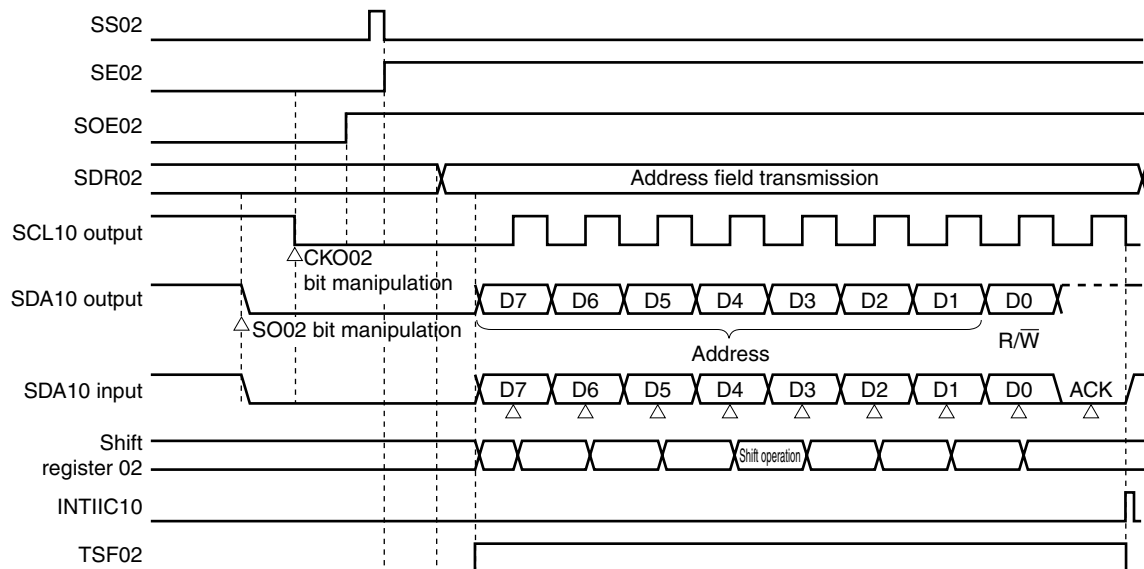 SS02
SE02
SOE02
SDR02
Address field transmission
SCL10 output
CKO02
bit manipulation
SDA10 output
D7 D6 D5 D4 D3 D2 D1 D0
SO02 bit manipulation
Address
R/W̅
SDA10 input
D7 D6 D5 D4 D3 D2 D1 D0 ACK
Shift
register 02
Shift operation
INTIIC10
TSF02